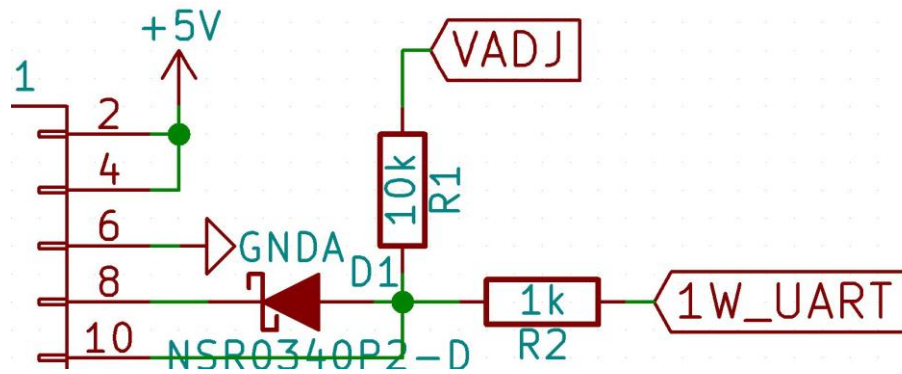 +5V
VADJ
1
2
10k
R1
4
6
GNDA
D1
8
1k
1W_UART
R2
10
NSR0340P2-D